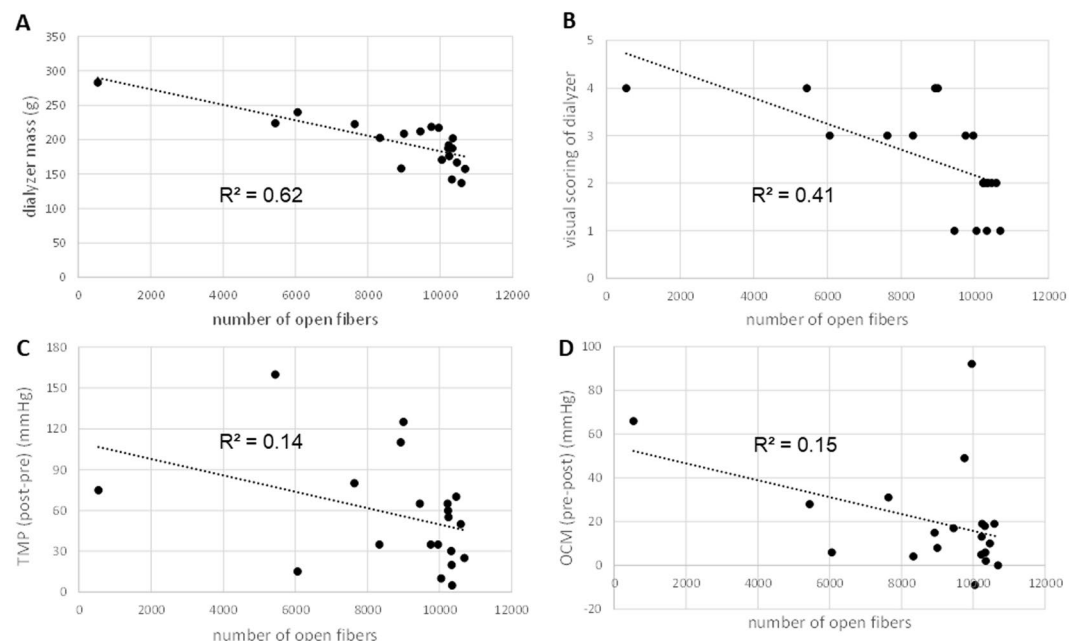 A
dialyzer mass (g)
350
300
250
200
150
100
50
0
R² = 0.62
0 2000 4000 6000 8000 10000 12000
number of open fibers
B
visual scoring of dialyzer
5
4
3
2
1
0
R² = 0.41
0 2000 4000 6000 8000 10000 12000
number of open fibers
C
TMP (post-pre) (mmHg)
180
150
120
90
60
30
0
R² = 0.14
0 2000 4000 6000 8000 10000 12000
number of open fibers
D
OCM (pre-post) (mmHg)
100
80
60
40
20
0
-20
R² = 0.15
0 2000 4000 6000 8000 10000 12000
number of open fibers